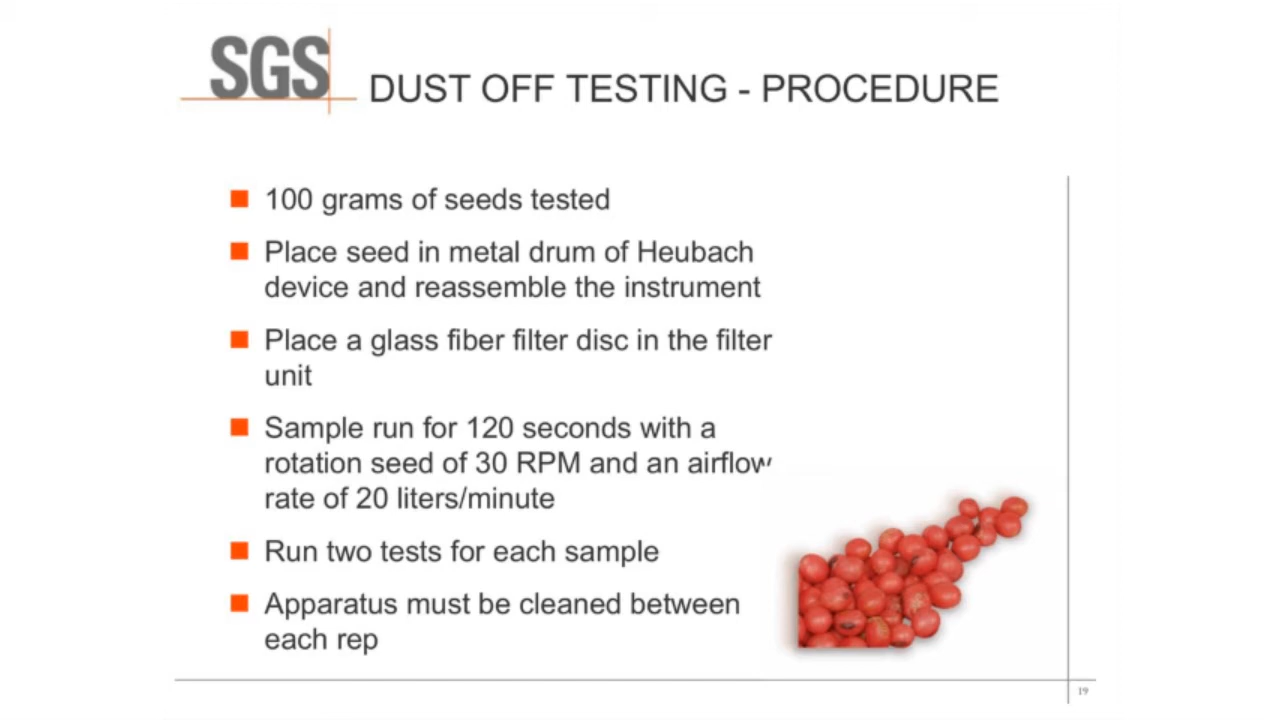 SGS
DUST OFF TESTING - PROCEDURE
100 grams of seeds tested
Place seed in metal drum of Heubach
device and reassemble the instrument
Place a glass fiber filter disc in the filter
unit
Sample run for 120 seconds with a
rotation seed of 30 RPM and an airflow
rate of 20 liters/minute
Run two tests for each sample
Apparatus must be cleaned between
each rep
19